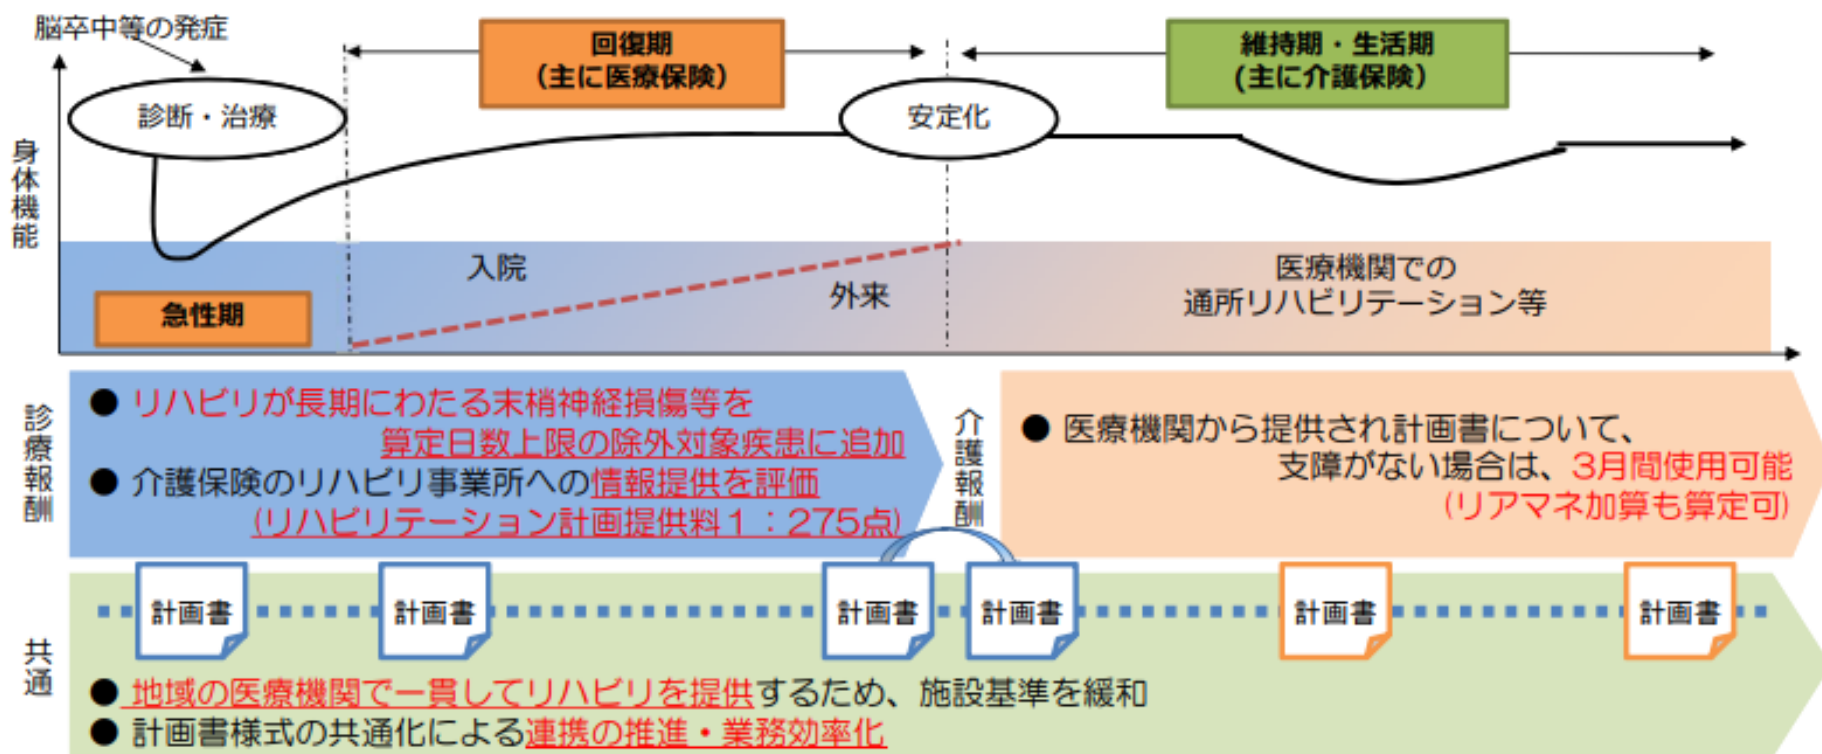 脳卒中等の発症
回復期
（主に医療保険）
維持期・生活期
(主に介護保険）
診断・治療
安定化
身体機能
入院
外来
医療機関での
通所リハビリテーション等
急性期
診療報酬
● リハビリが長期にわたる末梢神経損傷等を
算定日数上限の除外対象疾患に追加
● 介護保険のリハビリ事業所への情報提供を評価
(リハビリテーション計画提供料１：275点)
介護報酬
● 医療機関から提供され計画書について、
支障がない場合は、3月間使用可能
(リアマネ加算も算定可)
共通
計画書
計画書
計画書
計画書
計画書
計画書
● 地域の医療機関で一貫してリハビリを提供するため、施設基準を緩和
● 計画書様式の共通化による連携の推進・業務効率化